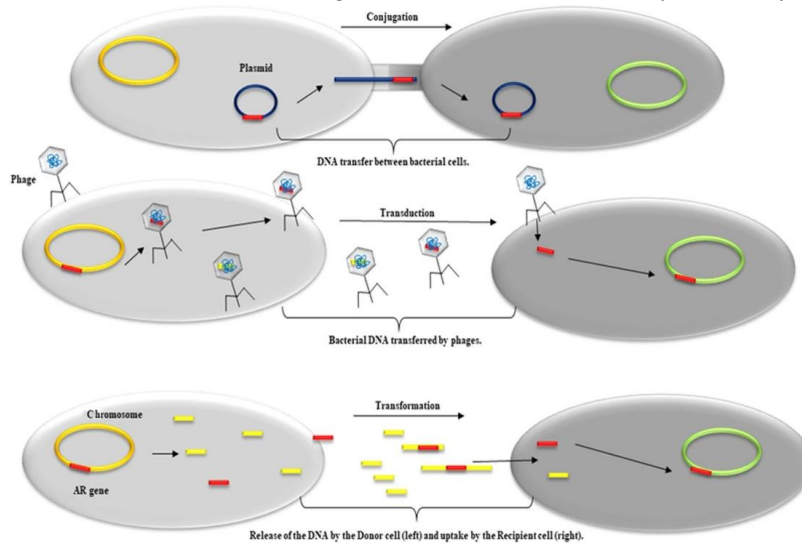 Conjugation
Plasmid
DNA transfer between bacterial cells.
Phage
Transduction
Bacterial DNA transferred by phages.
Chromosome
Transformation
AR gene
Release of the DNA by the Donor cell (left) and uptake by the Recipient cell (right).